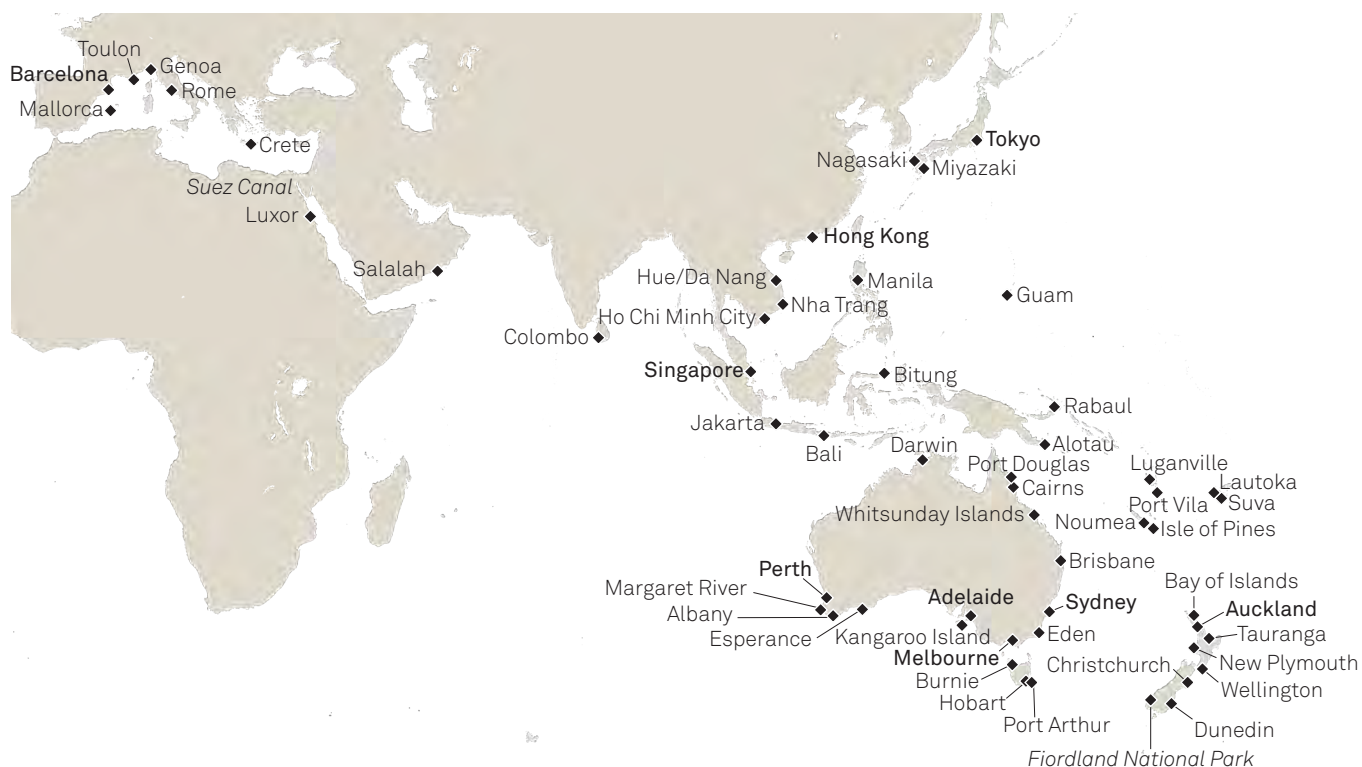 Toulon
Genoa
Barcelona
Rome
Mallorca
Crete
Suez Canal
Luxor
Salalah
Colombo
Tokyo
Nagasaki
Miyazaki
Hong Kong
Hue/Da Nang
Manila
Guam
Nha Trang
Ho Chi Minh City
Singapore
Bitung
Rabaul
Jakarta
Bali
Darwin
Alotau
Port Douglas
Cairns
Luganville
Lautoka
Port Vila
Suva
Whitsunday Islands
Noumea
Isle of Pines
Brisbane
Perth
Margaret River
Albany
Esperance
Adelaide
Kangaroo Island
Sydney
Eden
Melbourne
Burnie
Hobart
Port Arthur
Bay of Islands
Auckland
Tauranga
New Plymouth
Christchurch
Wellington
Dunedin
Fiordland National Park